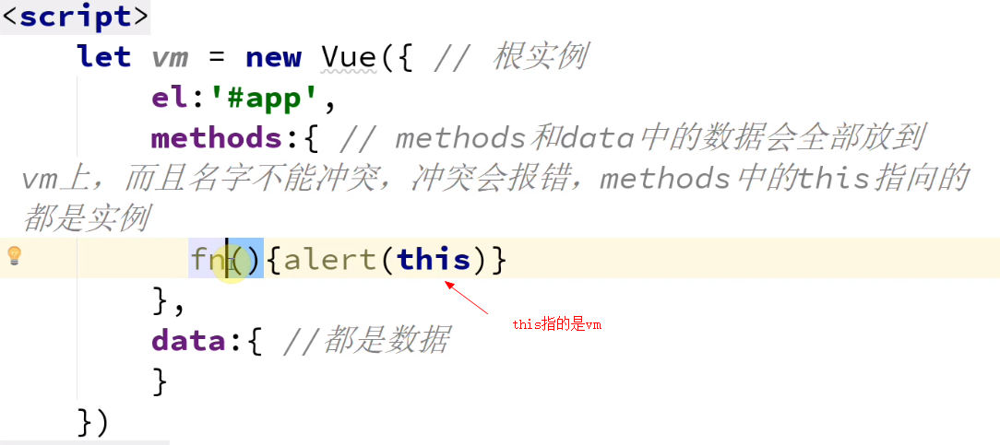 <script>
let vm = new Vue({ // 根实例
el:'#app',
methods:{ // methods和data中的数据会全部放到
vm上，而且名字不能冲突，冲突会报错，methods中的this指向的
都是实例
fn(){alert(this)}
},
this指的是vm
data:{ //都是数据
}
})